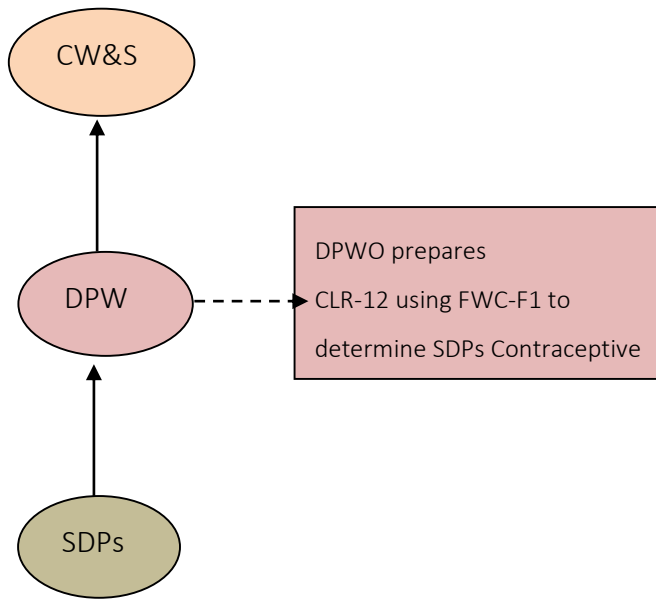 CW&S
DPW
DPWO prepares
CLR-12 using FWC-F1 to
determine SDPs Contraceptive
SDPs